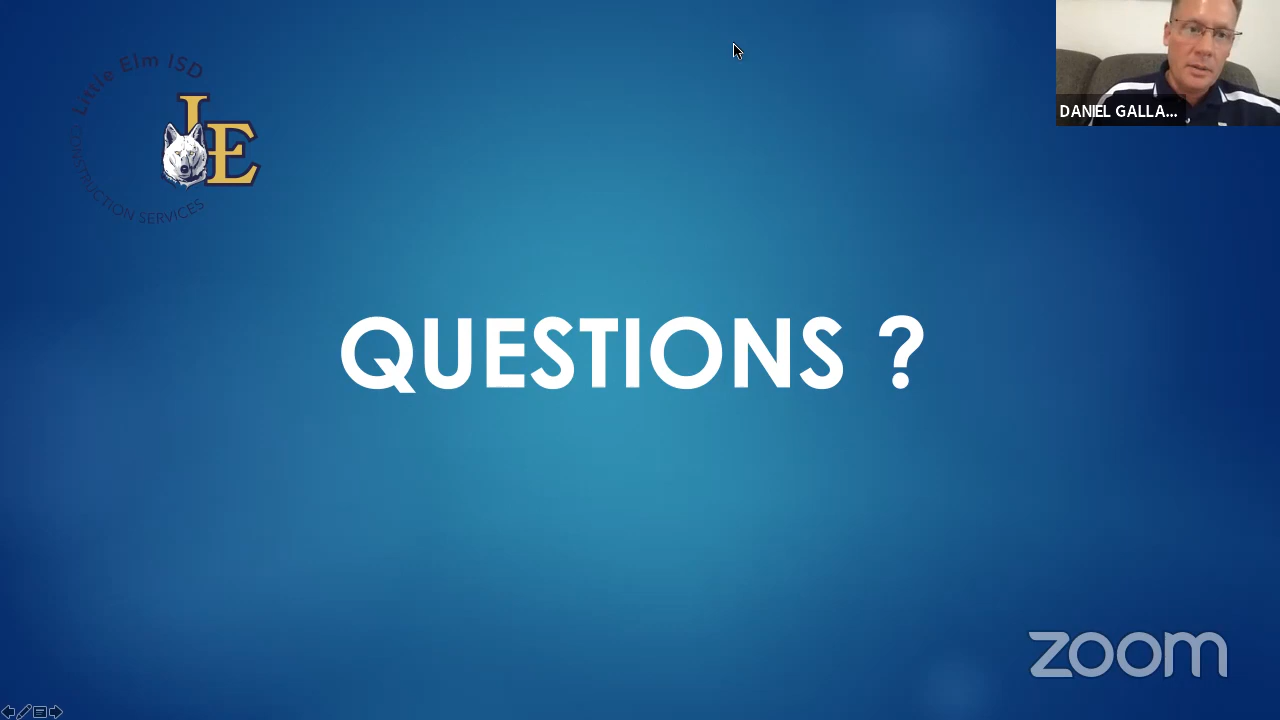 Little Elm ISD
LE
CONSTRUCTION SERVICES
DANIEL GALLA...
QUESTIONS ?
zoom